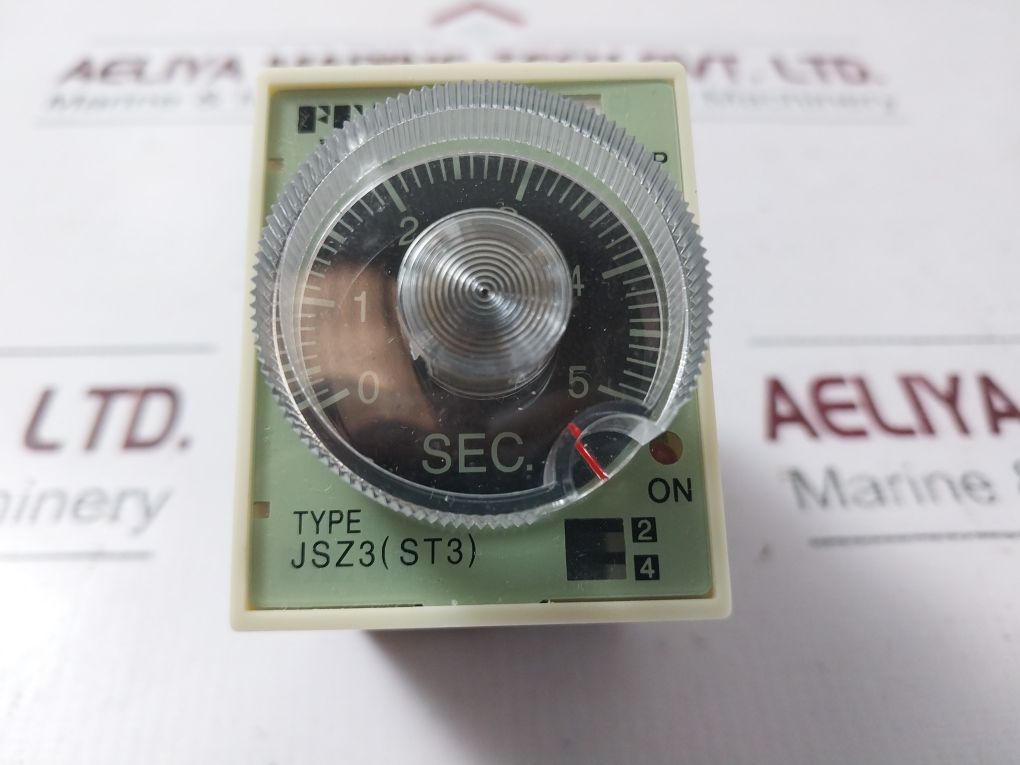 AELIYA MARINE TECH PVT. LTD.
Marine & Machinery
2
3
1
4
0
5
SEC.
ON
TYPE
JSZ3(ST3)
2
4
LTD.
AELIYA
Marine &